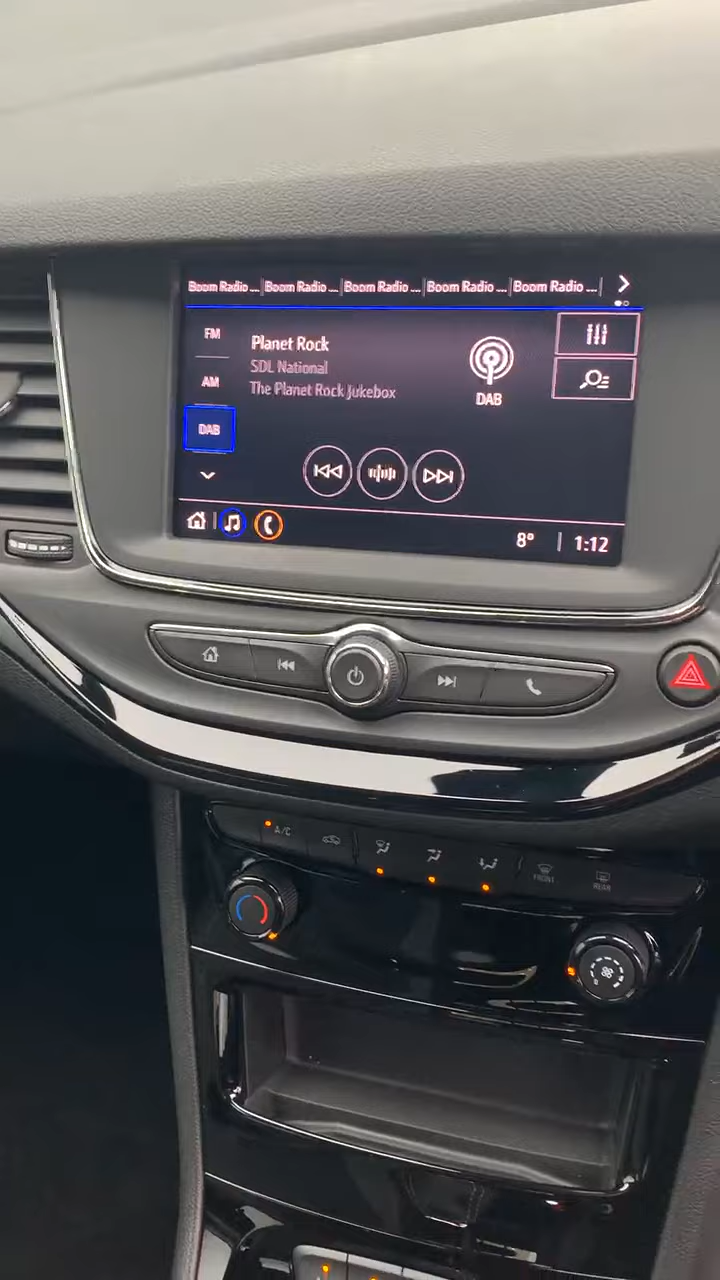 Boom Radio ... Boom Radio ... Boom Radio ... Boom Radio ... Boom Radio ...
FM
Planet Rock
SDL National
AM
The Planet Rock Jukebox
DAB
DAB
8° 1:12
A/C
FRONT
REAR